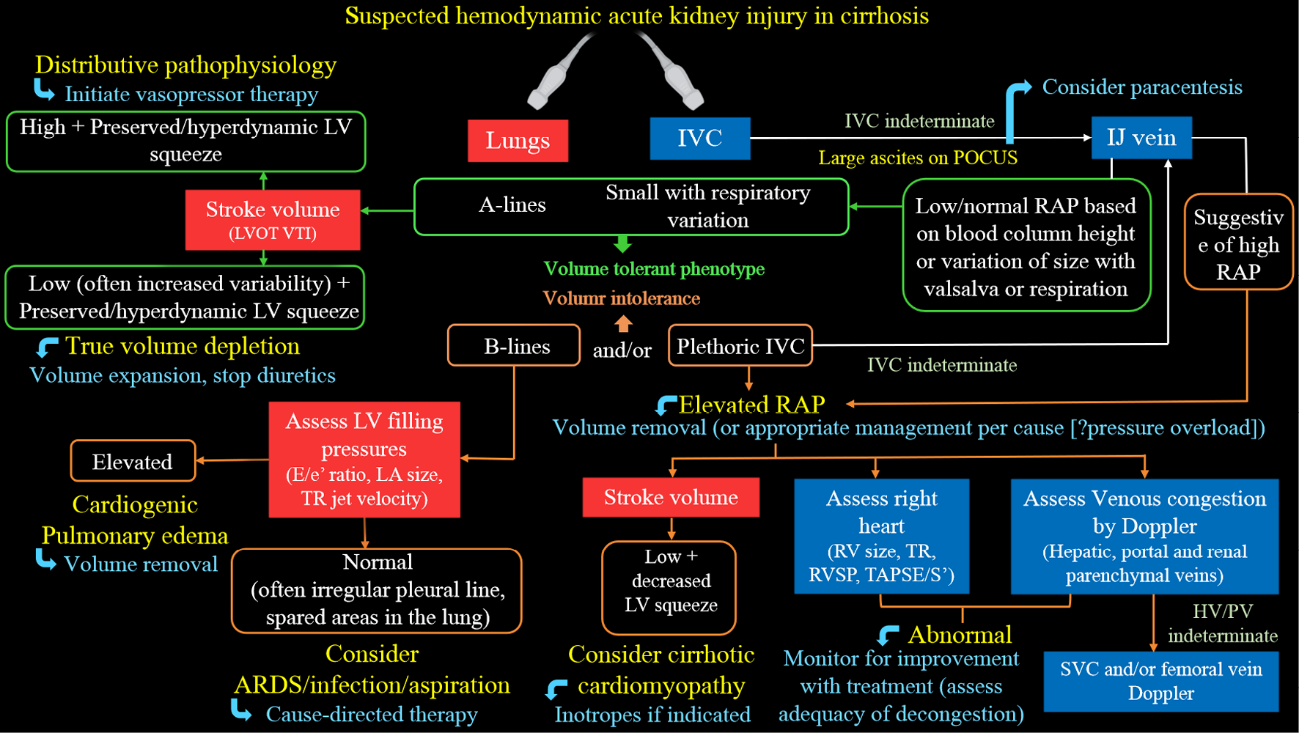 Suspected hemodynamic acute kidney injury in cirrhosis
Distributive pathophysiology
Initiate vasopressor therapy
High + Preserved/hyperdynamic LV
squeeze
Stroke volume
(LVOT VTI)
Low (often increased variability) +
Preserved/hyperdynamic LV squeeze
True volume depletion
Volume expansion, stop diuretics
Lungs
IVC
IVC indeterminate
Large ascites on POCUS
Consider paracentesis
IJ vein
A-lines
Small with respiratory
variation
Volume tolerant phenotype
Low/normal RAP based
on blood column height
or variation of size with
valsalva or respiration
Suggestiv
e of high
RAP
Volumr intolerance
B-lines
and/or
Plethoric IVC
IVC indeterminate
Elevated RAP
Volume removal (or appropriate management per cause [?pressure overload])
Assess LV filling
pressures
(E/e’ ratio, LA size,
TR jet velocity)
Elevated
Cardiogenic
Pulmonary edema
Volume removal
Normal
(often irregular pleural line,
spared areas in the lung)
Consider
ARDS/infection/aspiration
Cause-directed therapy
Stroke volume
Low +
decreased
LV squeeze
Consider cirrhotic
cardiomyopathy
Inotropes if indicated
Assess right
heart
(RV size, TR,
RVSP, TAPSE/S’)
Assess Venous congestion
by Doppler
(Hepatic, portal and renal
parenchymal veins)
Abnormal
Monitor for improvement
with treatment (assess
adequacy of decongestion)
HV/PV
indeterminate
SVC and/or femoral vein
Doppler